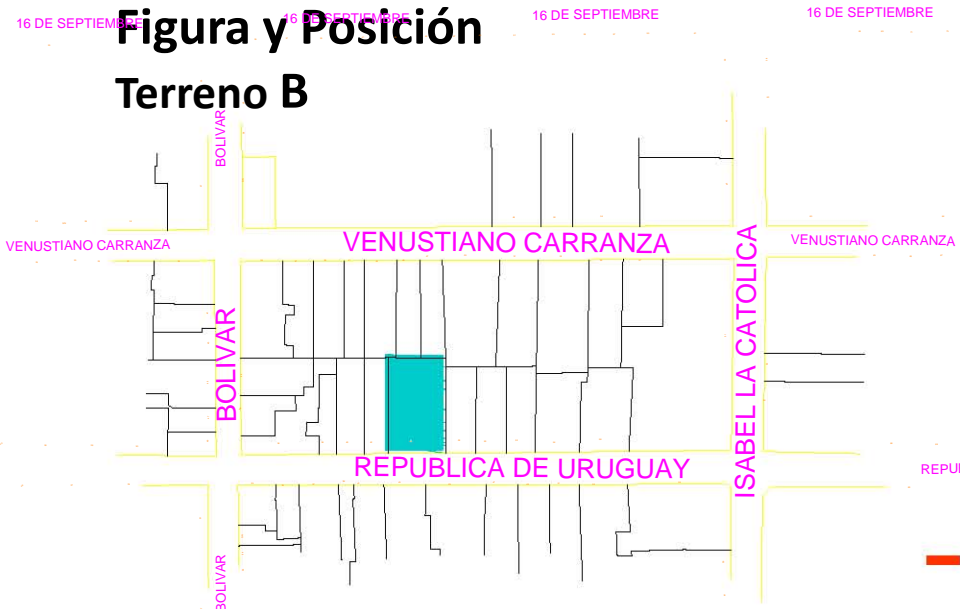 16 DE SEPTIEMBRE
16 DE SEPTIEMBRE
16 DE SEPTIEMBRE
16 DE SEPTIEMBRE
Figura y Posición
Terreno B
BOLIVAR
VENUSTIANO CARRANZA
VENUSTIANO CARRANZA
VENUSTIANO CARRANZA
BOLIVAR
ISABEL LA CATOLICA
REPUBLICA DE URUGUAY
REPU
BOLIVAR